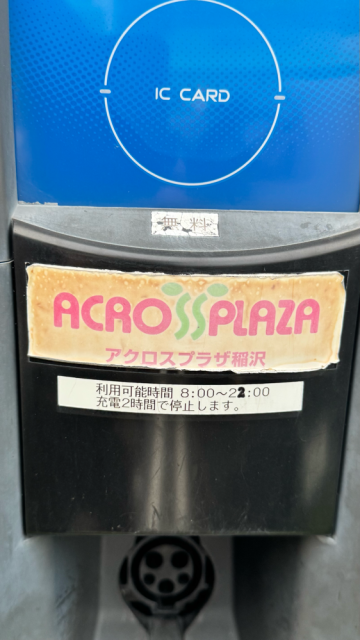 IC CARD
無料
ACROSSPLAZA
アクロスプラザ稲沢
利用可能時間 8:00～22:00
充電2時間で停止します。